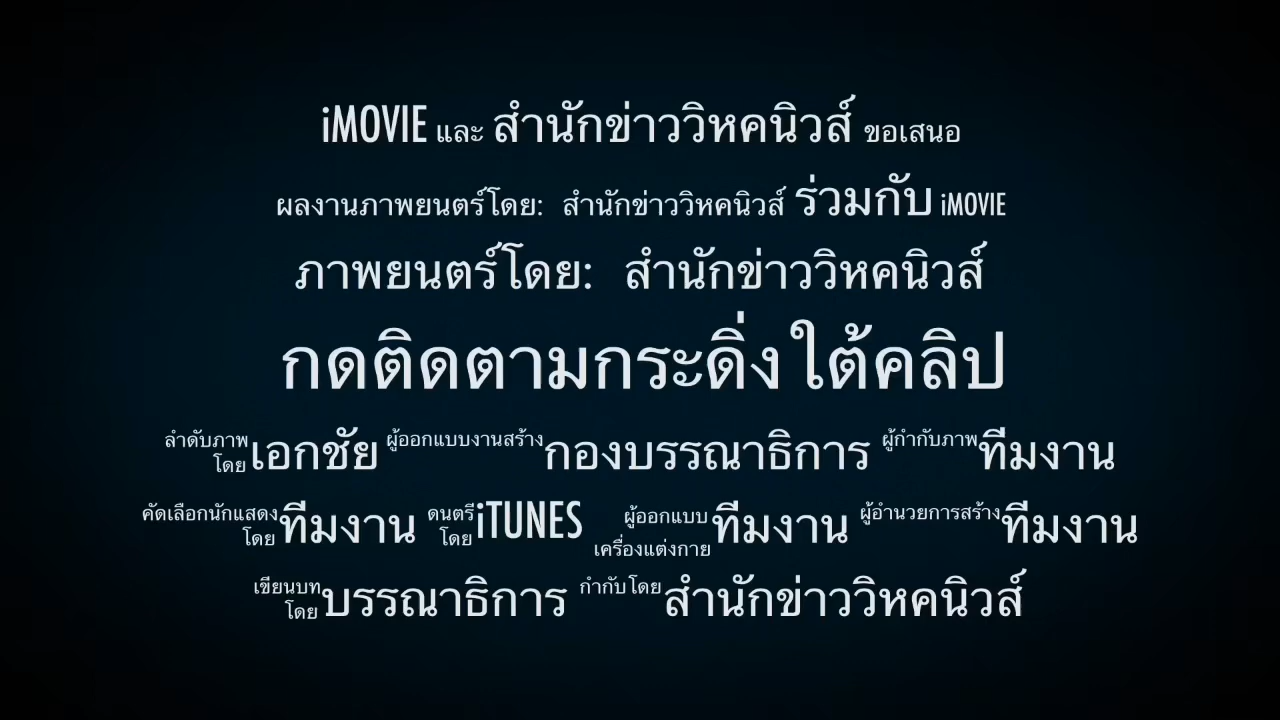 iMOVIE และ สำนักข่าววิหคนิวส์ ขอเสนอ
ผลงานภาพยนตร์โดย: สำนักข่าววิหคนิวส์ ร่วมกับ iMOVIE
ภาพยนตร์โดย: สำนักข่าววิหคนิวส์
กดติดตามกระดิ่ง ใต้คลิป
ลำดับภาพโดย เอกชัย ผู้ออกแบบงานสร้าง กองบรรณาธิการ ผู้กำกับภาพ ทีมงาน
คัดเลือกนักแสดงโดย ทีมงาน ดนตรีโดย iTUNES ผู้ออกแบบเครื่องแต่งกาย ทีมงาน ผู้อำนวยการสร้าง ทีมงาน
เขียนบทโดย บรรณาธิการ กำกับโดย สำนักข่าววิหคนิวส์